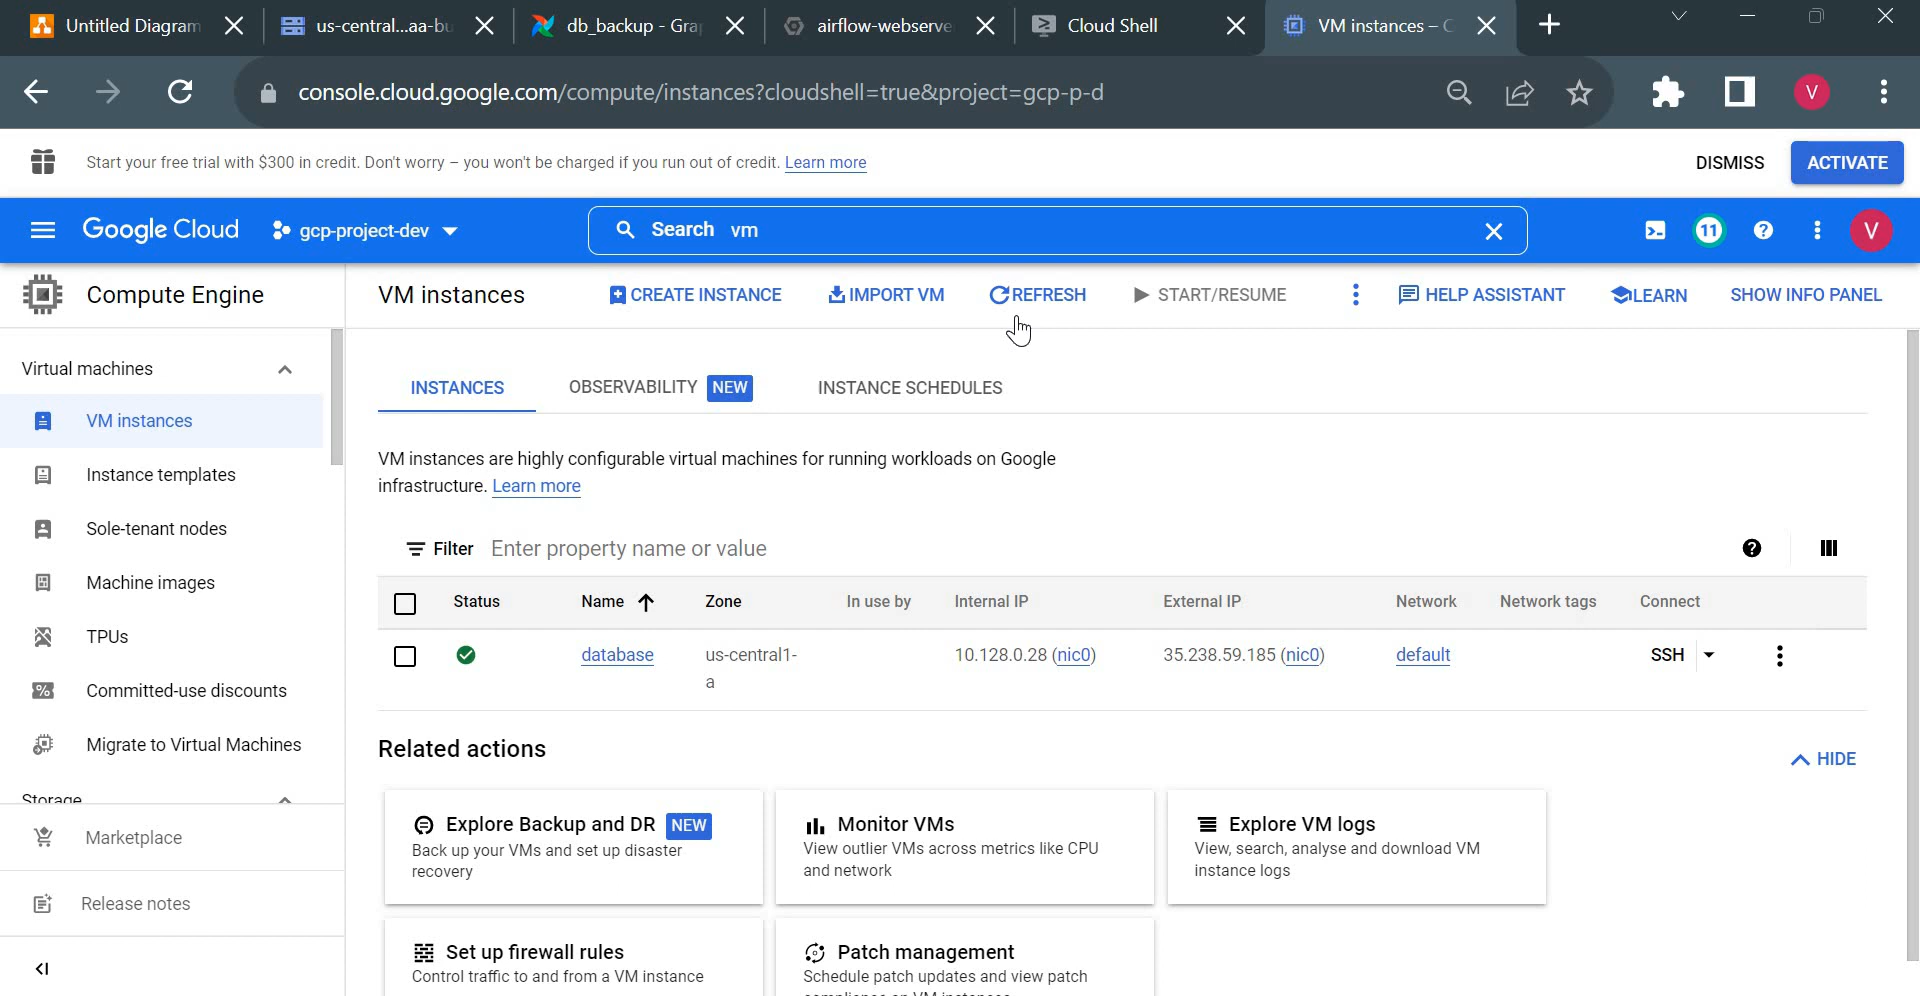 Untitled Diagram
us-central...aa-bu
db_backup - Gra
airflow-webserve
Cloud Shell
VM instances – C
console.cloud.google.com/compute/instances?cloudshell=true&project=gcp-p-d
V
Start your free trial with $300 in credit. Don't worry – you won't be charged if you run out of credit. Learn more
DISMISS
ACTIVATE
Google Cloud
gcp-project-dev
Search vm
11
V
Compute Engine
VM instances
CREATE INSTANCE
IMPORT VM
REFRESH
START/RESUME
HELP ASSISTANT
LEARN
SHOW INFO PANEL
Virtual machines
VM instances
Instance templates
Sole-tenant nodes
Machine images
TPUs
Committed-use discounts
Migrate to Virtual Machines
Storage
Marketplace
Release notes
INSTANCES
OBSERVABILITY NEW
INSTANCE SCHEDULES
VM instances are highly configurable virtual machines for running workloads on Google
infrastructure. Learn more
Filter Enter property name or value
Status Name Zone In use by Internal IP External IP Network Network tags Connect
database us-central1- 10.128.0.28 (nic0) 35.238.59.185 (nic0) default SSH
a
Related actions
HIDE
Explore Backup and DR NEW
Back up your VMs and set up disaster
recovery
Monitor VMs
View outlier VMs across metrics like CPU
and network
Explore VM logs
View, search, analyse and download VM
instance logs
Set up firewall rules
Control traffic to and from a VM instance
Patch management
Schedule patch updates and view patch
compliance on VM instances